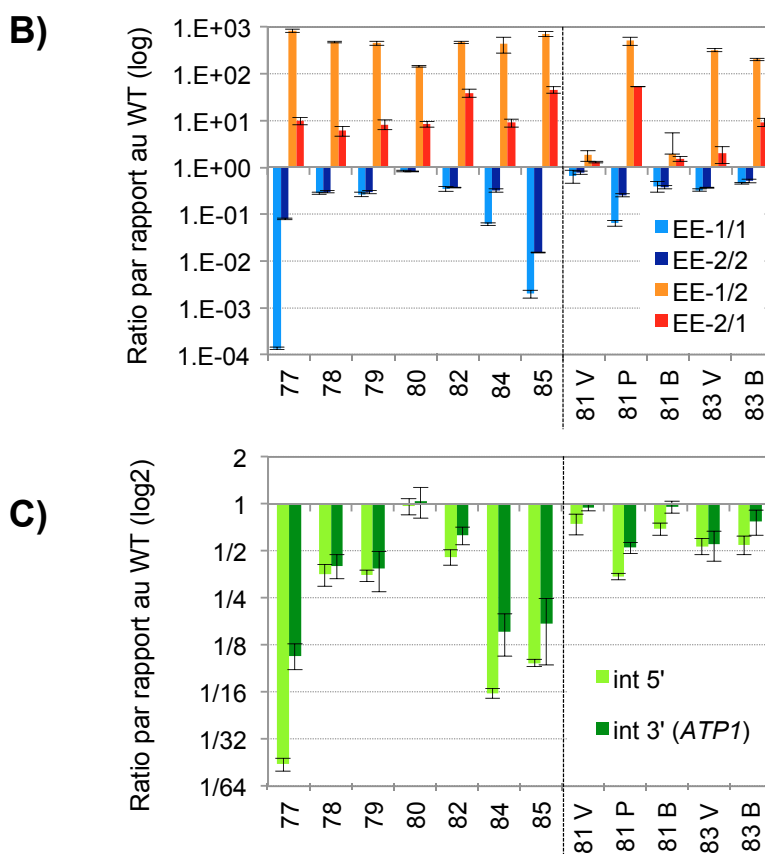 B)
Ratio par rapport au WT (log)
1.E+03
1.E+02
1.E+01
1.E+00
1.E-01
1.E-02
1.E-03
1.E-04
EE-1/1
EE-2/2
EE-1/2
EE-2/1
77
78
79
80
82
84
85
81 V
81 P
81 B
83 V
83 B
C)
Ratio par rapport au WT (log2)
2
1
1/2
1/4
1/8
1/16
1/32
1/64
int 5'
int 3' (ATP1)
77
78
79
80
82
84
85
81 V
81 P
81 B
83 V
83 B